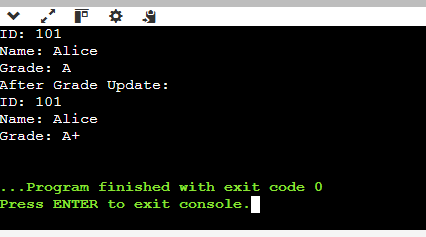 ID: 101
Name: Alice
Grade: A
After Grade Update:
ID: 101
Name: Alice
Grade: A+
...Program finished with exit code 0
Press ENTER to exit console.